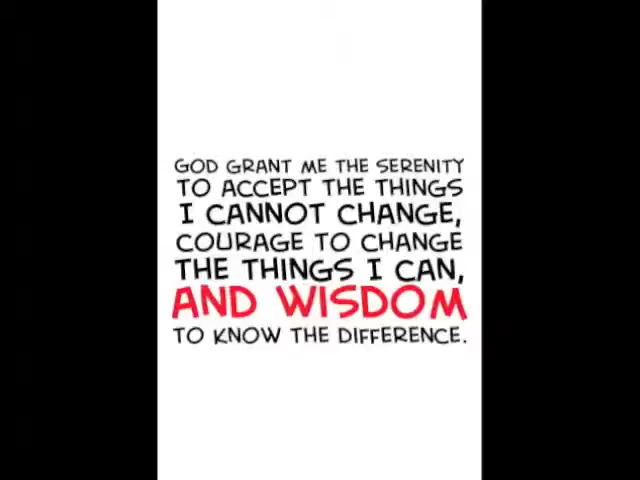 GOD GRANT ME THE SERENITY
TO ACCEPT THE THINGS
I CANNOT CHANGE,
COURAGE TO CHANGE
THE THINGS I CAN,
AND WISDOM
TO KNOW THE DIFFERENCE.